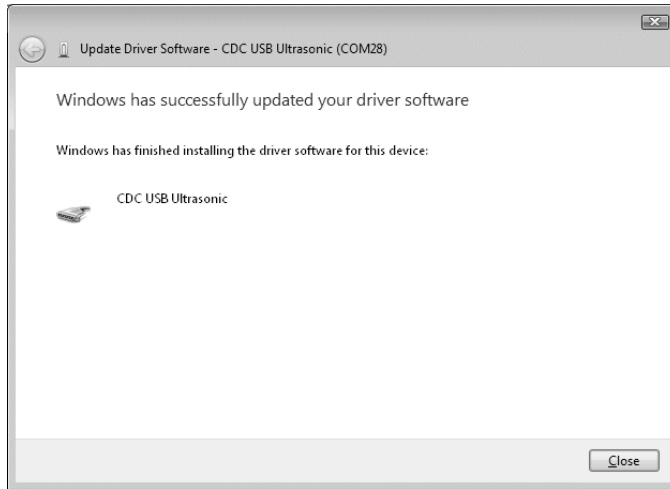 Update Driver Software - CDC USB Ultrasonic (COM28)
Windows has successfully updated your driver software
Windows has finished installing the driver software for this device:
CDC USB Ultrasonic
Close